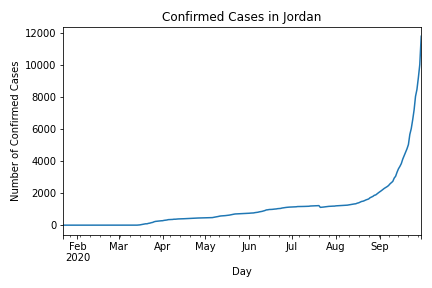 Confirmed Cases in Jordan
12000
10000
8000
6000
4000
2000
0
Number of Confirmed Cases
Feb Mar Apr May Jun Jul Aug Sep
2020
Day